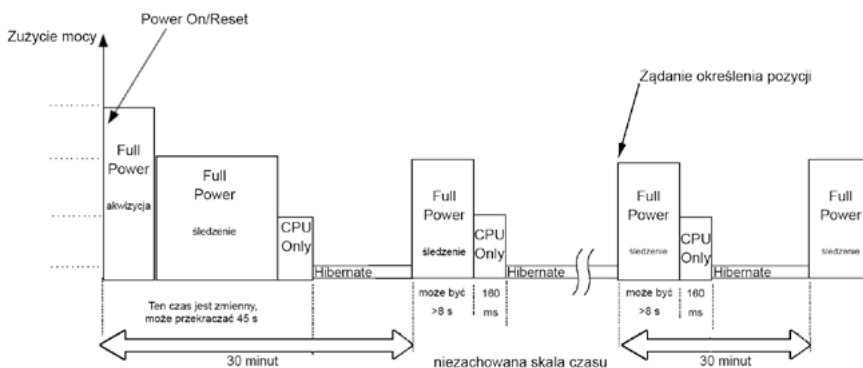 Power On/Reset
Zużycie mocy
Żądanie określenia pozycji
Full
Power
akwizycja
Full
Power
śledzenie
CPU
Only
Hibernate
Full
Power
śledzenie
CPU
Only
Hibernate
Full
Power
śledzenie
CPU
Only
Hibernate
Full
Power
śledzenie
Ten czas jest zmienny,
może przekraczać 45 s
może być
>8 s
160
ms
może być
>8 s
160
ms
30 minut
niezachowana skala czasu
30 minut